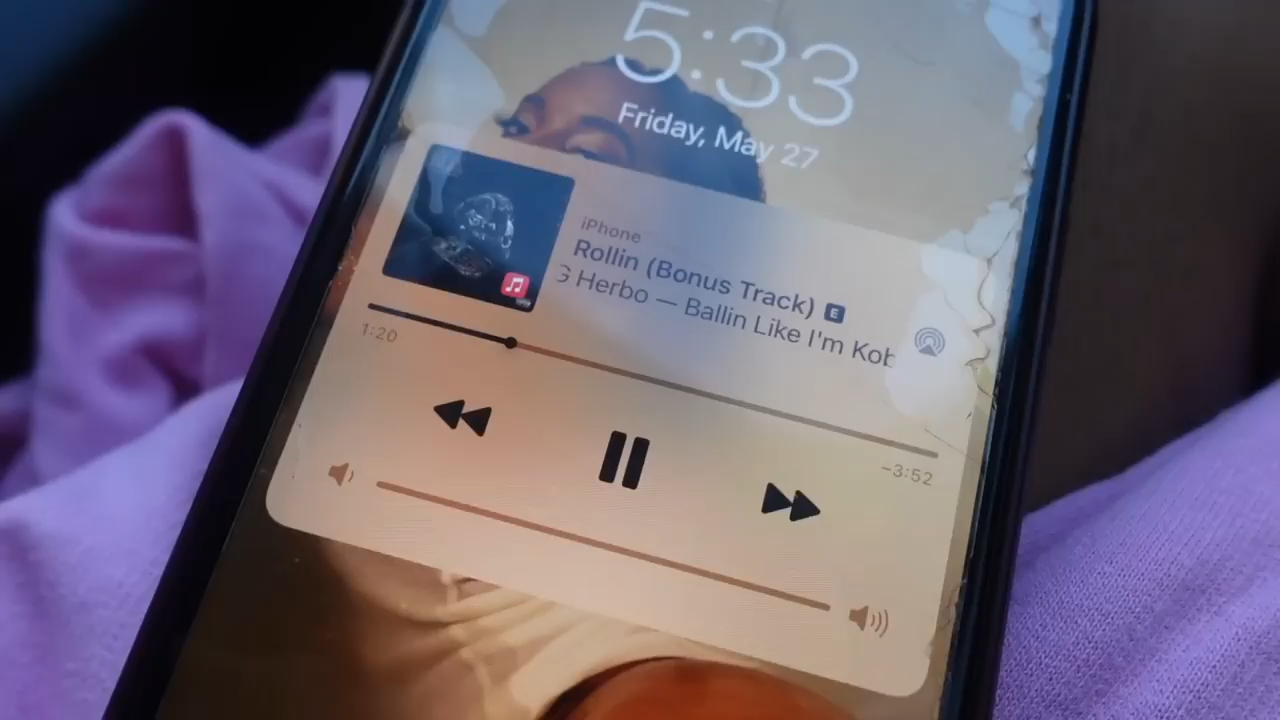 5:33
Friday, May 27
iPhone
Rollin (Bonus Track) E
G Herbo — Ballin Like I'm Kob
1:20
-3:52